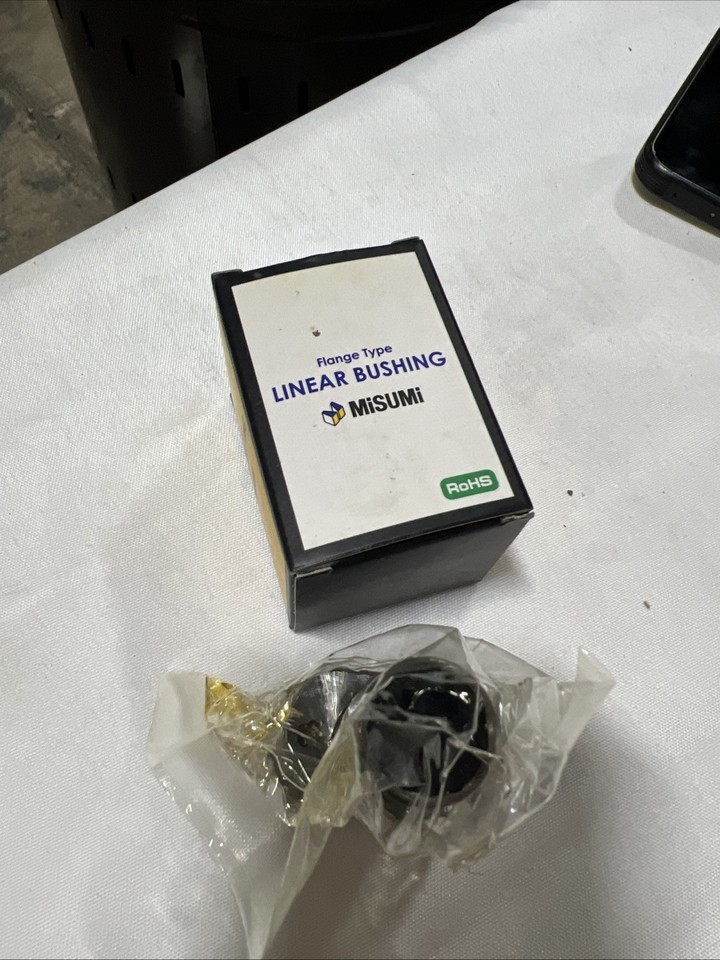 Flange Type
LINEAR BUSHING
MiSUMi
RoHS